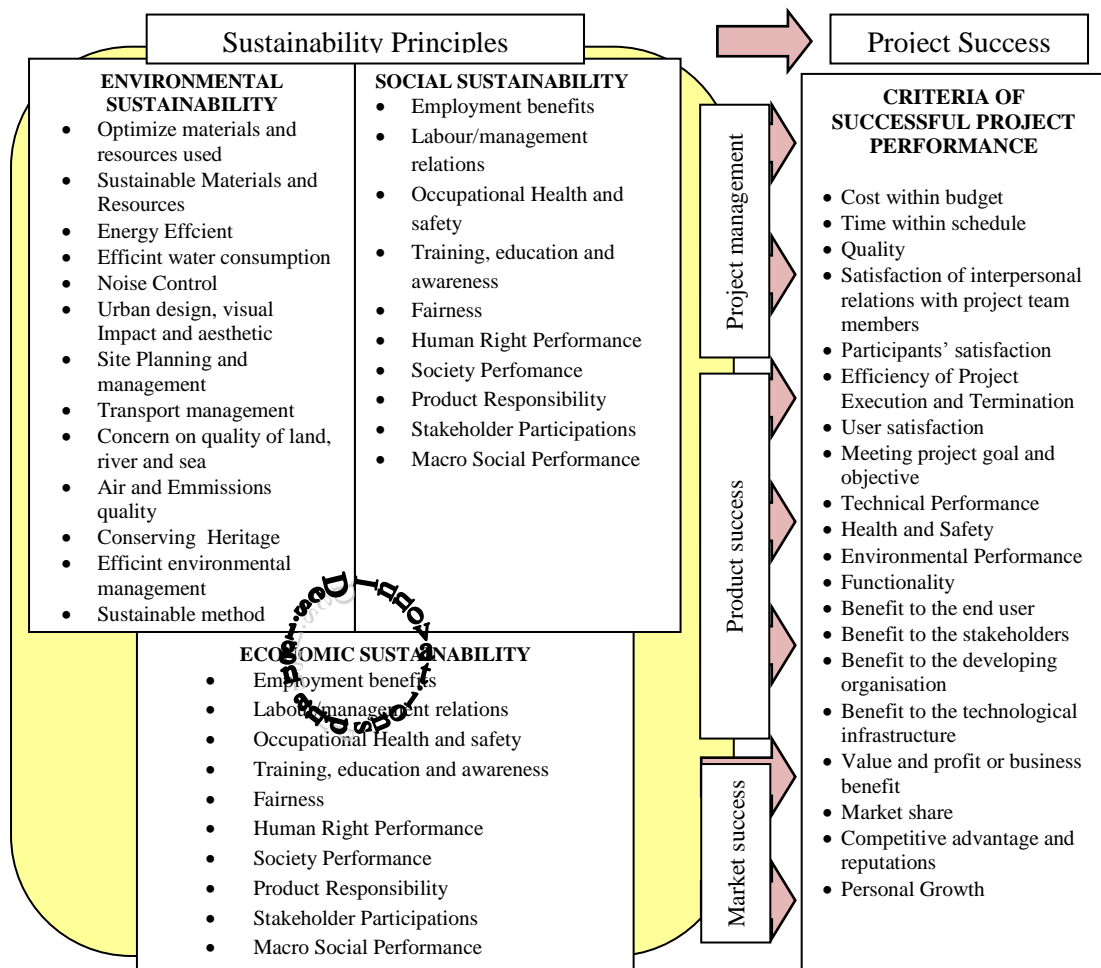 Sustainability Principles
Project Success
ENVIRONMENTAL
SUSTAINABILITY
• Optimize materials and
resources used
• Sustainable Materials and
Resources
• Energy Effcient
• Efficint water consumption
• Noise Control
• Urban design, visual
Impact and aesthetic
• Site Planning and
management
• Transport management
• Concern on quality of land,
river and sea
• Air and Emmissions
quality
• Conserving Heritage
• Efficint environmental
management
• Sustainable method
SOCIAL SUSTAINABILITY
• Employment benefits
• Labour/management
relations
• Occupational Health and
safety
• Training, education and
awareness
• Fairness
• Human Right Performance
• Society Perfomance
• Product Responsibility
• Stakeholder Participations
• Macro Social Performance
ECONOMIC SUSTAINABILITY
• Employment benefits
• Labour/management relations
• Occupational Health and safety
• Training, education and awareness
• Fairness
• Human Right Performance
• Society Performance
• Product Responsibility
• Stakeholder Participations
• Macro Social Performance
Project management
Product success
Market success
CRITERIA OF
SUCCESSFUL PROJECT
PERFORMANCE
• Cost within budget
• Time within schedule
• Quality
• Satisfaction of interpersonal
relations with project team
members
• Participants’ satisfaction
• Efficiency of Project
Execution and Termination
• User satisfaction
• Meeting project goal and
objective
• Technical Performance
• Health and Safety
• Environmental Performance
• Functionality
• Benefit to the end user
• Benefit to the stakeholders
• Benefit to the developing
organisation
• Benefit to the technological
infrastructure
• Value and profit or business
benefit
• Market share
• Competitive advantage and
reputations
• Personal Growth